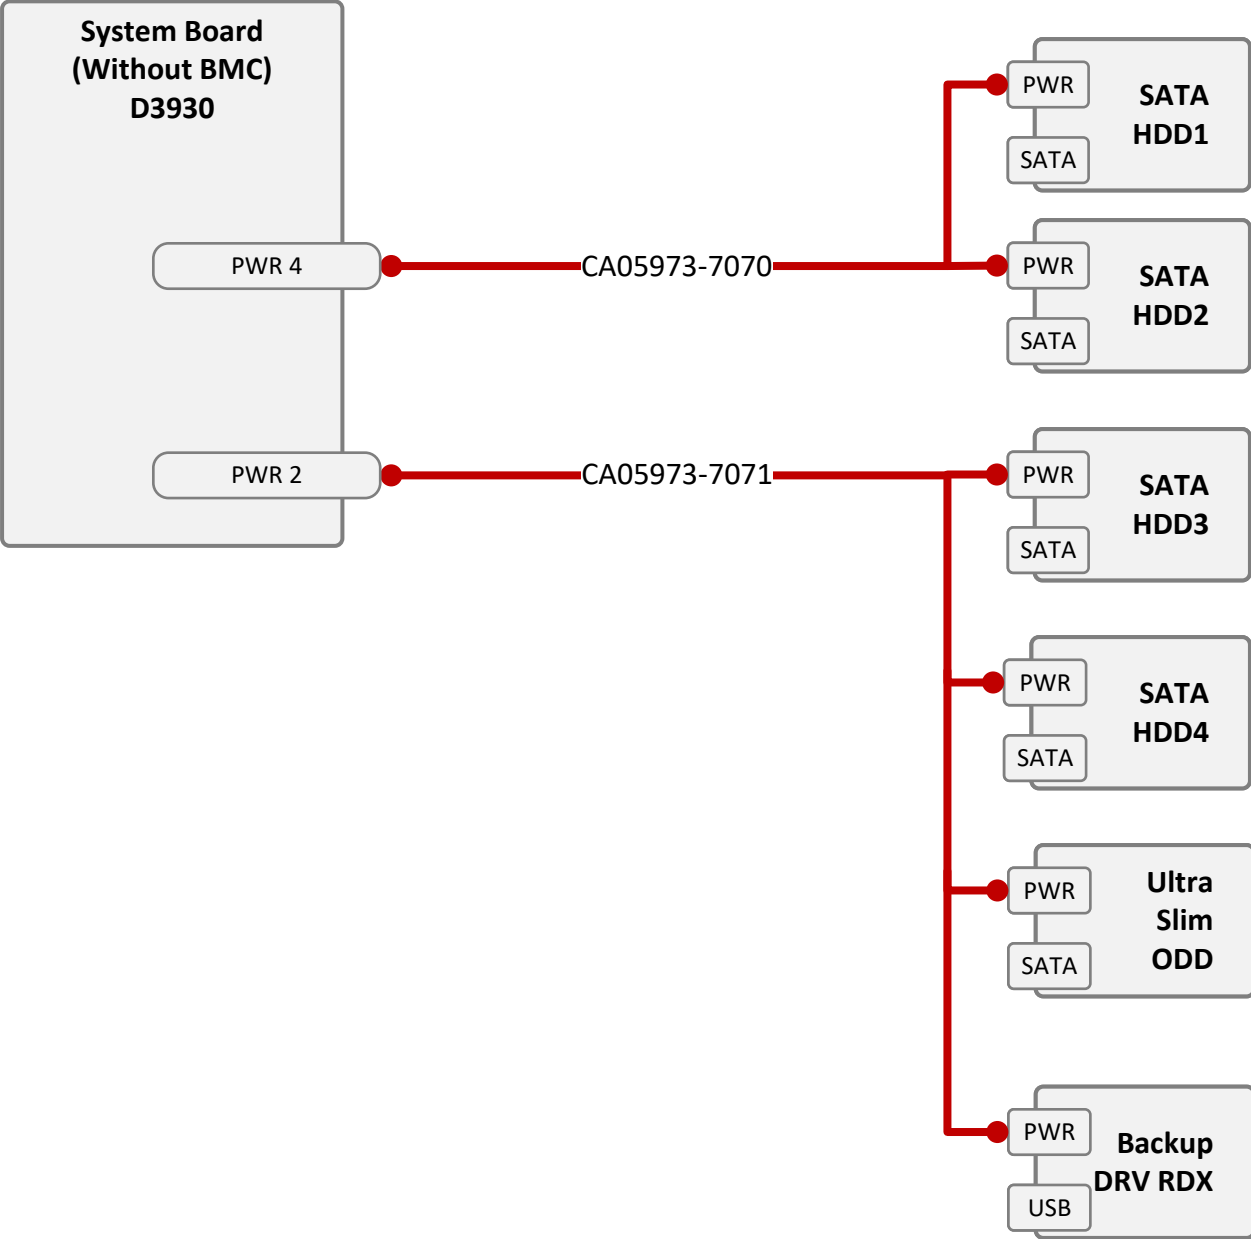 System Board
(Without BMC)
D3930
PWR
SATA
HDD1
SATA
PWR 4
CA05973-7070
PWR
SATA
HDD2
SATA
PWR 2
CA05973-7071
PWR
SATA
HDD3
SATA
PWR
SATA
HDD4
SATA
PWR
Ultra
Slim
ODD
SATA
PWR
Backup
DRV RDX
USB